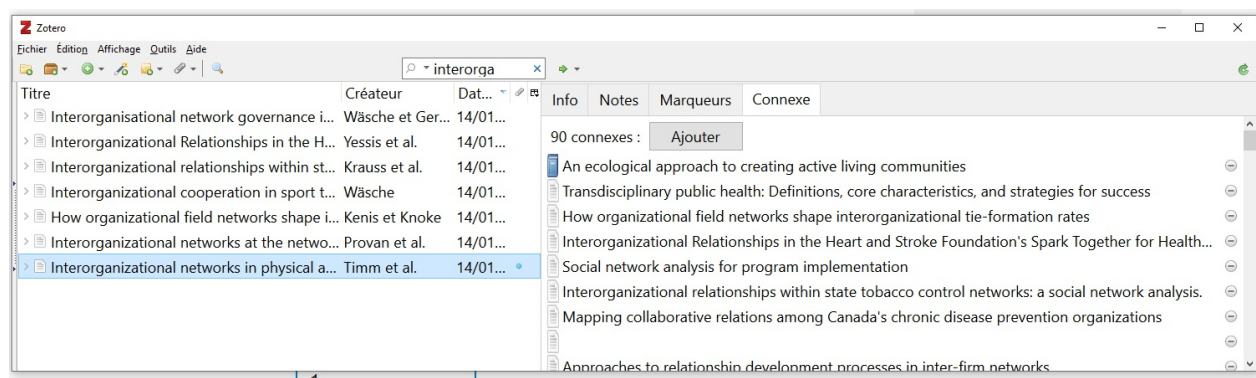 Zotero
Fichier Édition Affichage Outils Aide
interorga
Titre Créateur Dat...
Interorganisational network governance i... Wäsche et Ger... 14/01...
Interorganizational Relationships in the H... Yessis et al. 14/01...
Interorganizational relationships within st... Krauss et al. 14/01...
Interorganizational cooperation in sport t... Wäsche 14/01...
How organizational field networks shape i... Kenis et Knoke 14/01...
Interorganizational networks at the netwo... Provan et al. 14/01...
Interorganizational networks in physical a... Timm et al. 14/01...
Info Notes Marqueurs Connexe
90 connexes : Ajouter
An ecological approach to creating active living communities
Transdisciplinary public health: Definitions, core characteristics, and strategies for success
How organizational field networks shape interorganizational tie-formation rates
Interorganizational Relationships in the Heart and Stroke Foundation's Spark Together for Health...
Social network analysis for program implementation
Interorganizational relationships within state tobacco control networks: a social network analysis.
Mapping collaborative relations among Canada's chronic disease prevention organizations
Approaches to relationship development processes in inter-firm networks